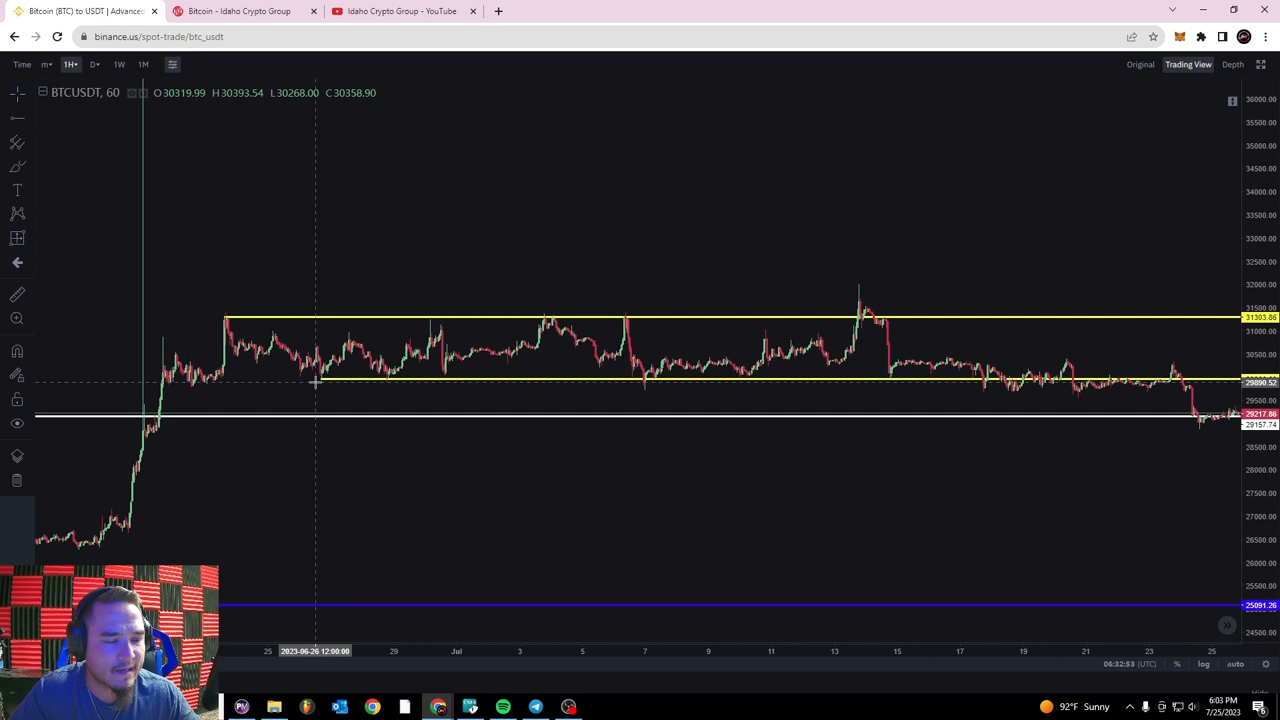 Bitcoin (BTC) to USDT | Advanced
Bitcoin - Idaho Crypto Group
Idaho Crypto Group - YouTube
binance.us/spot-trade/btc_usdt
Time m 1H D 1W 1M
Original Trading View Depth
BTCUSDT, 60 O30319.99 H30393.54 L30268.00 C30358.90
36000.00
35500.00
35000.00
34500.00
34000.00
33500.00
33000.00
32500.00
32000.00
31500.00
31303.86
31000.00
30500.00
29890.52
29500.00
29217.86
29157.74
28500.00
28000.00
27500.00
27000.00
26500.00
26000.00
25500.00
25091.26
24500.00
25 2023-06-26 12:00:00 29 Jul 3 5 7 9 11 13 15 17 19 21 23 25
06:32:53 (UTC) % log auto
Hide
92°F Sunny
6:03 PM
7/25/2023
6